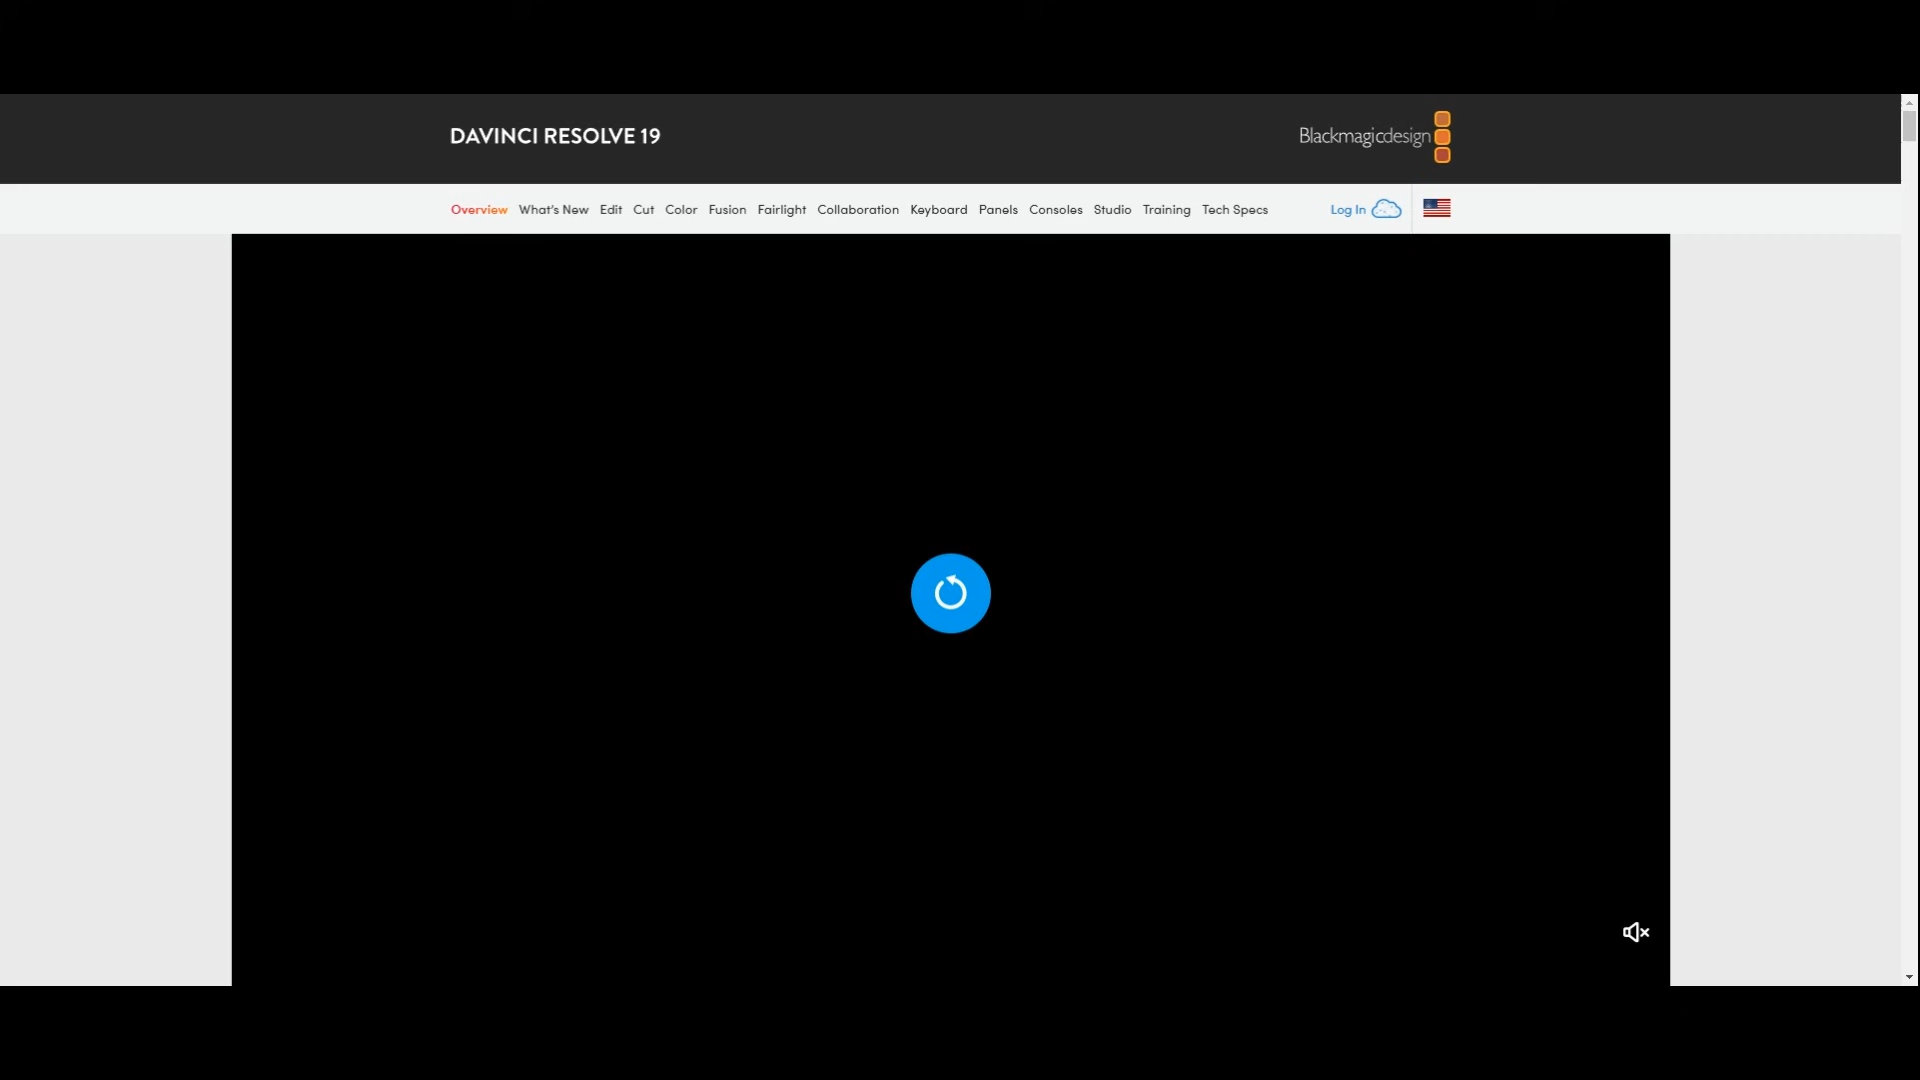 DAVINCI RESOLVE 19
Blackmagicdesign
Overview What's New Edit Cut Color Fusion Fairlight Collaboration Keyboard Panels Consoles Studio Training Tech Specs Log In